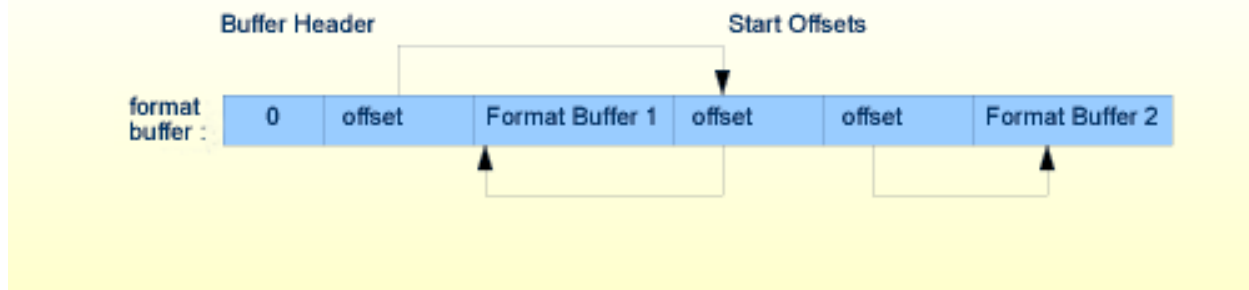 Buffer Header Start Offsets
format
buffer :
0 offset Format Buffer 1 offset offset Format Buffer 2